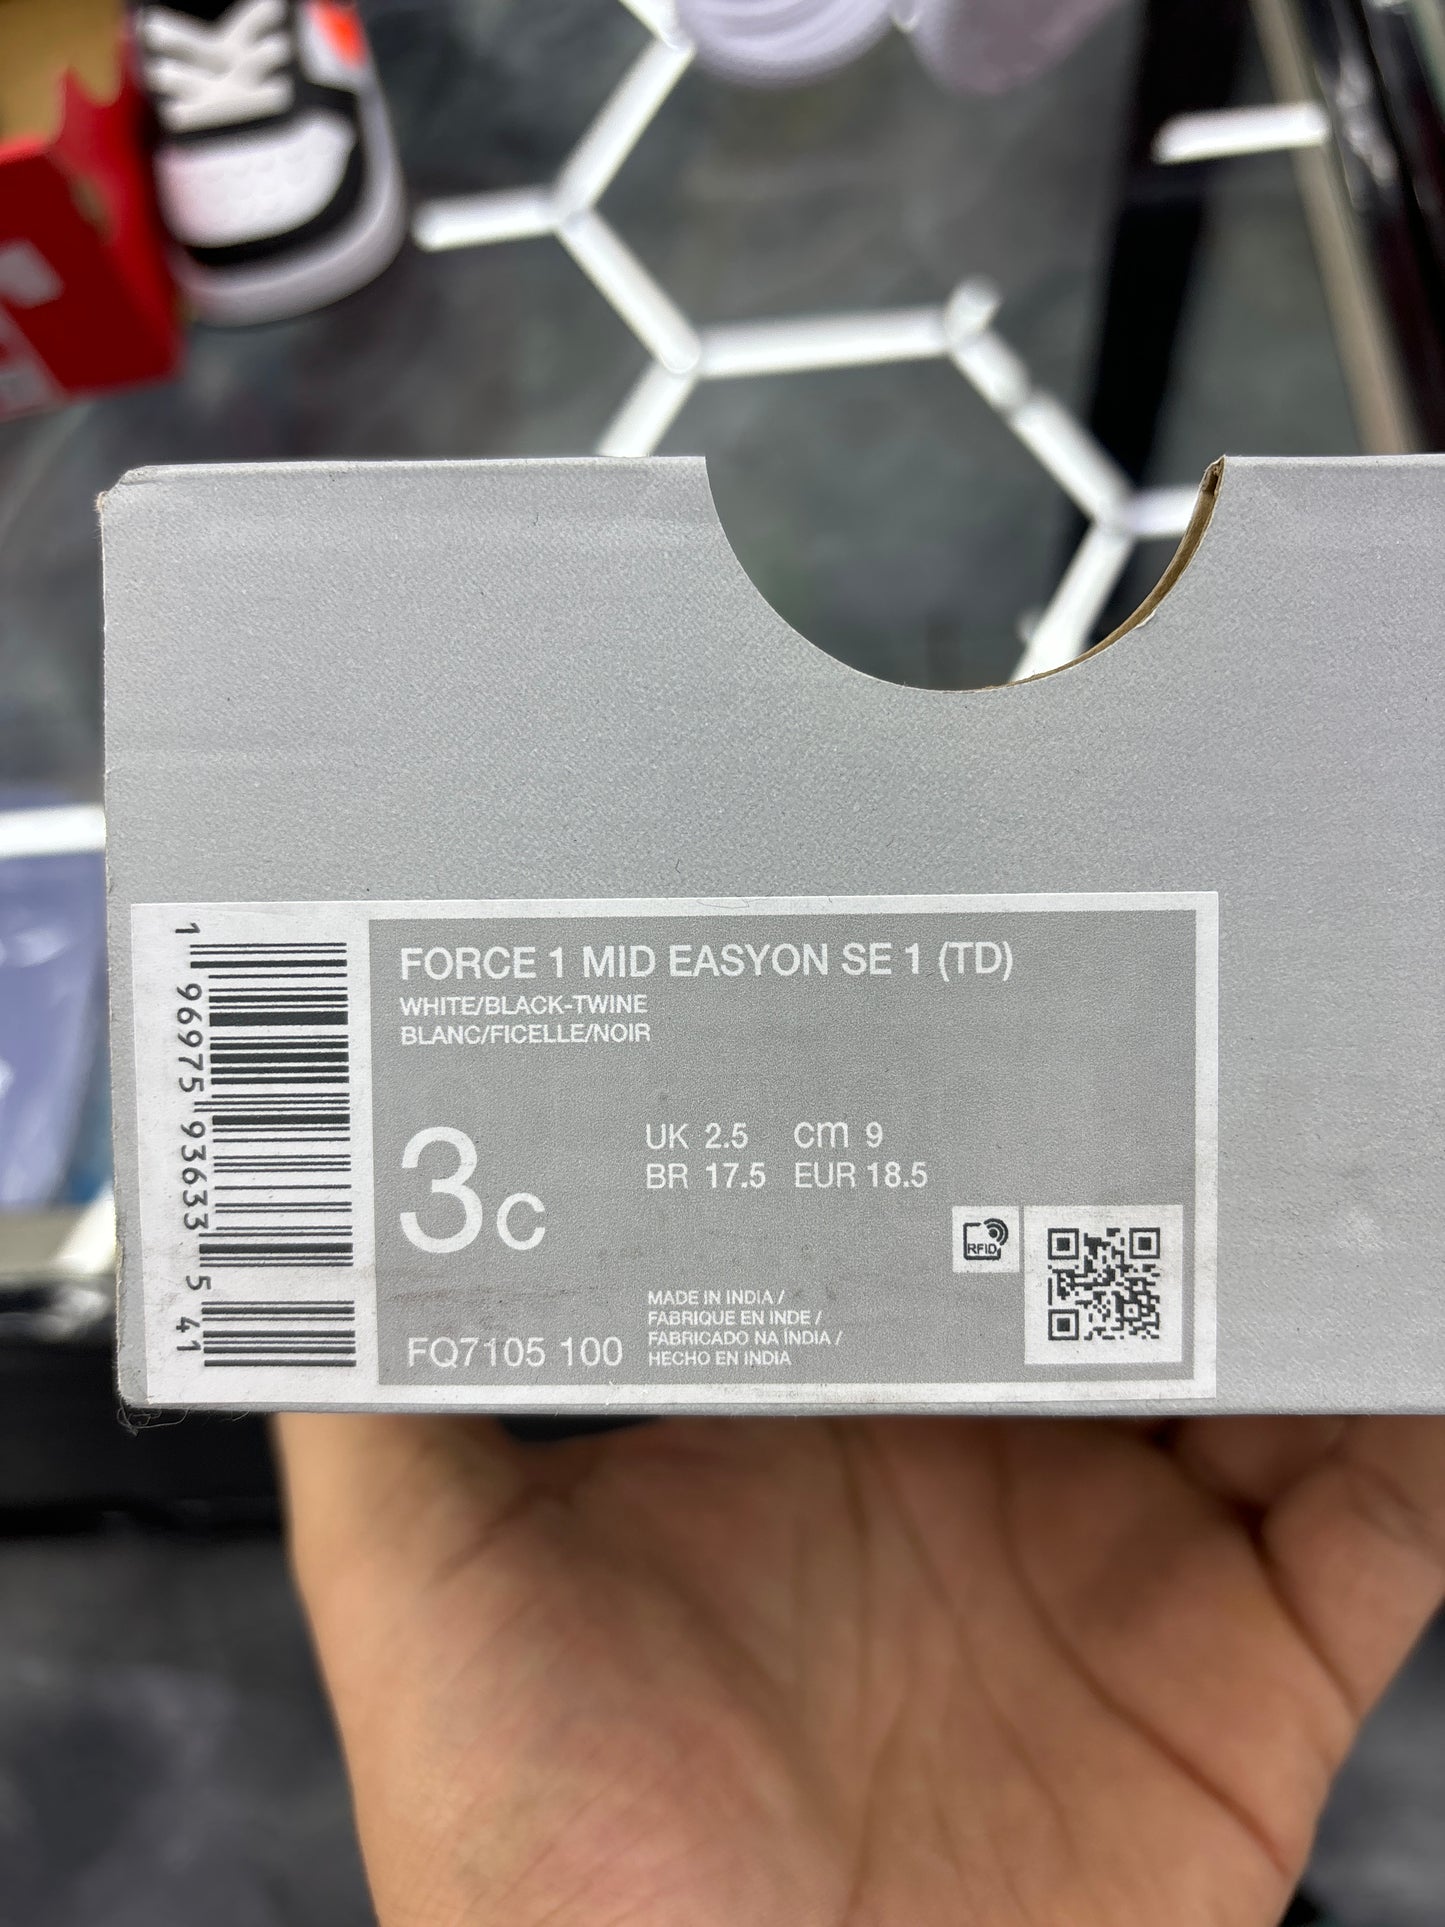 FORCE 1 MID EASYON SE 1 (TD)
WHITE/BLACK-TWINE
BLANC/FICELLE/NOIR
3C
UK 2.5 cm 9
BR 17.5 EUR 18.5
RFID
MADE IN INDIA /
FABRIQUE EN INDE /
FABRICADO NA ÍNDIA /
HECHO EN INDIA
FQ7105 100
1 96975 93633 5 41